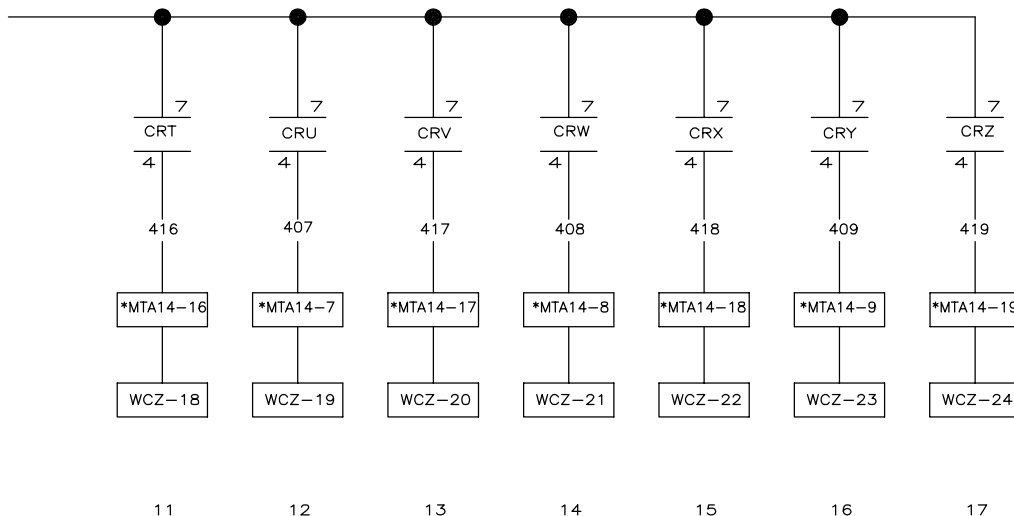 7 7 7 7 7 7 7
CRT CRU CRV CRW CRX CRY CRZ
4 4 4 4 4 4 4
416 407 417 408 418 409 419
*MTA14-16 *MTA14-7 *MTA14-17 *MTA14-8 *MTA14-18 *MTA14-9 *MTA14-19
WCZ-18 WCZ-19 WCZ-20 WCZ-21 WCZ-22 WCZ-23 WCZ-24
11 12 13 14 15 16 17